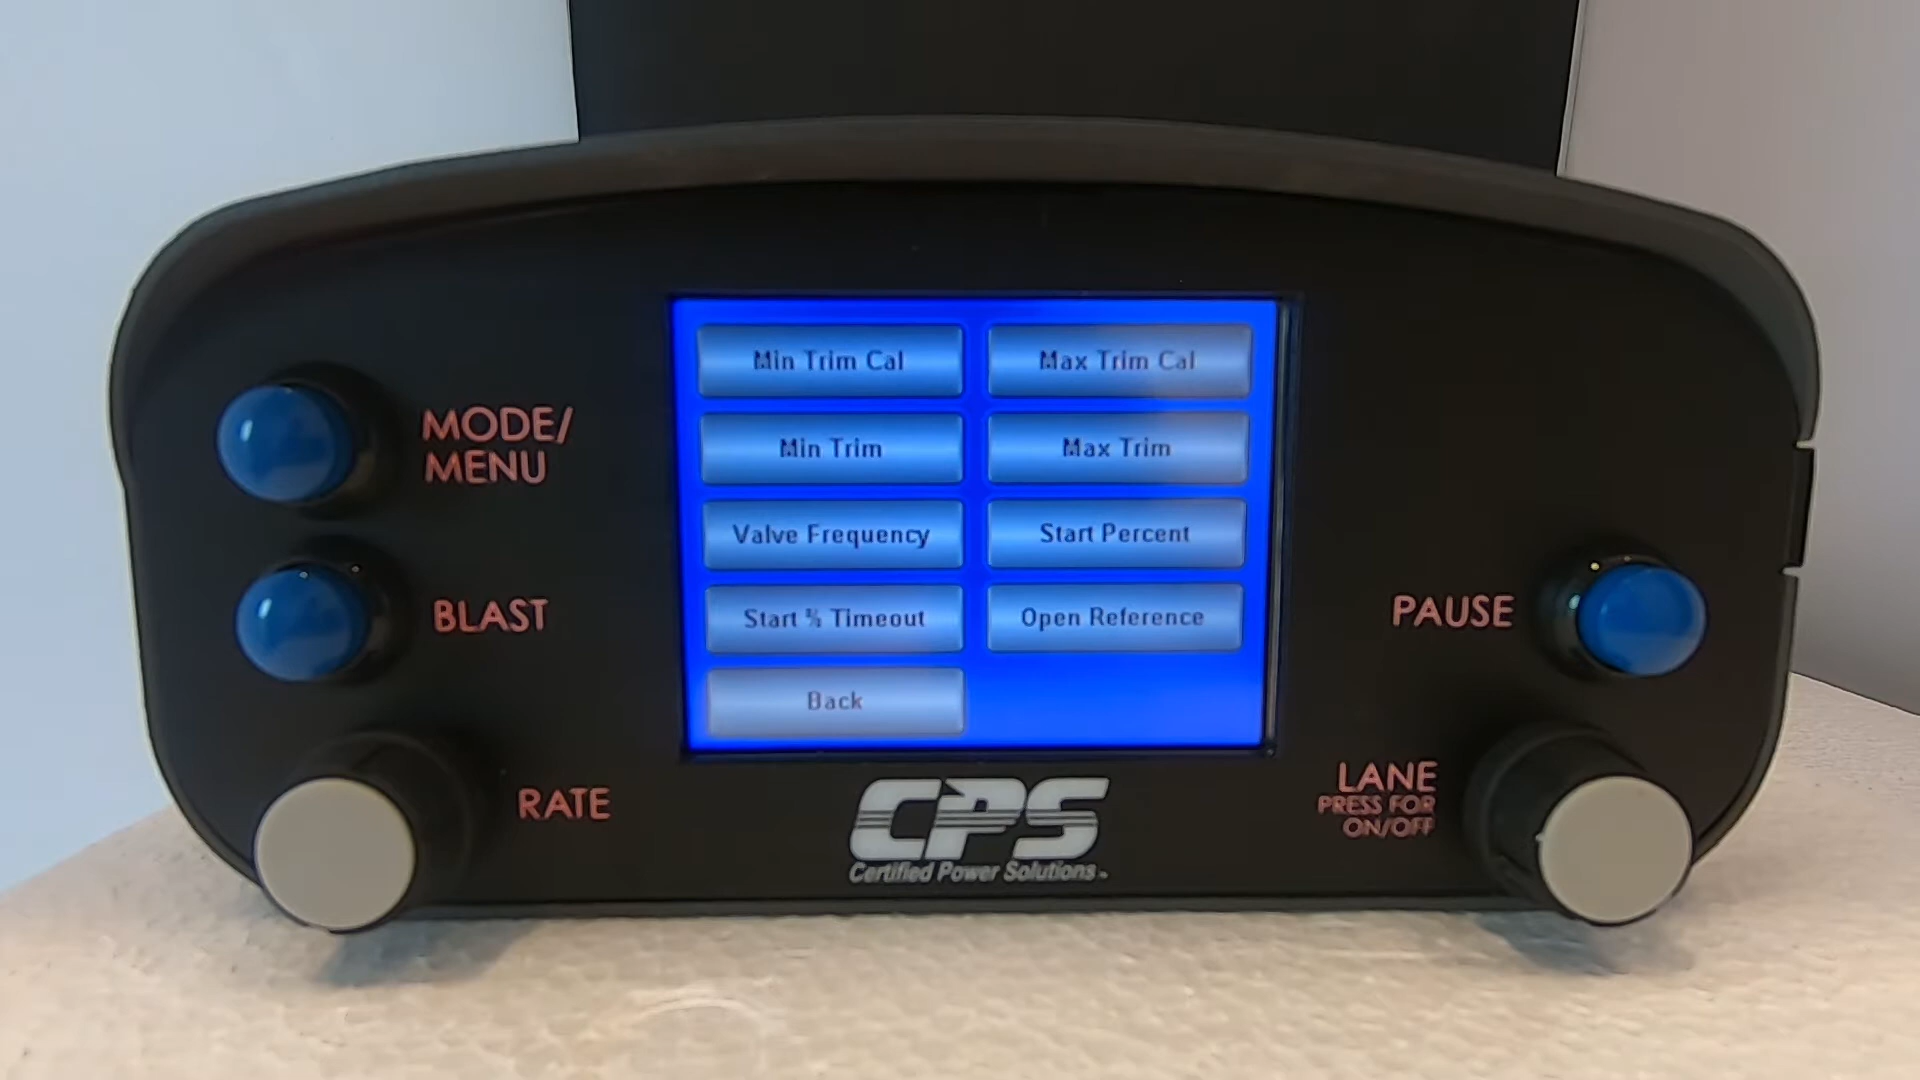 Min Trim Cal
Max Trim Cal
Min Trim
Max Trim
Valve Frequency
Start Percent
Start % Timeout
Open Reference
Back
MODE/
MENU
BLAST
RATE
PAUSE
LANE
PRESS FOR
ON/OFF
CPS
Certified Power Solutions™